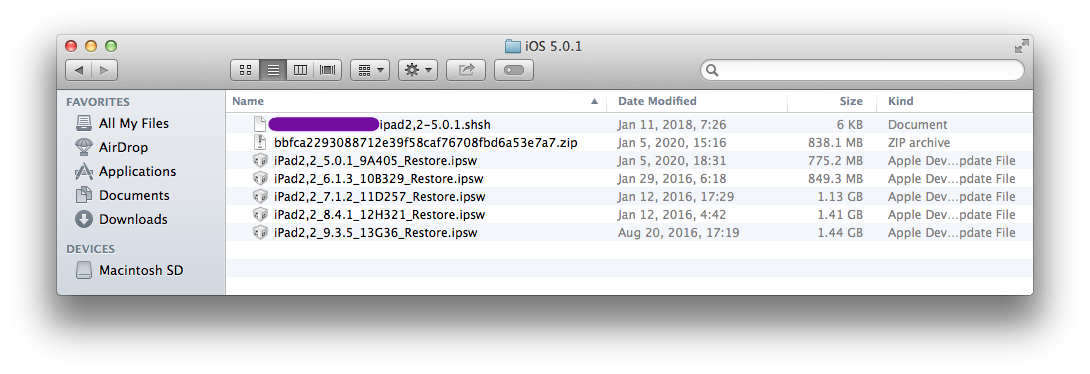 iOS 5.0.1
FAVORITES
All My Files
AirDrop
Applications
Documents
Downloads
DEVICES
Macintosh SD
Name Date Modified Size Kind
ipad2,2-5.0.1.shsh Jan 11, 2018, 7:26 6 KB Document
bbfca2293088712e39f58caf76708fbd6a53e7a7.zip Jan 5, 2020, 15:16 838.1 MB ZIP archive
iPad2,2_5.0.1_9A405_Restore.ipsw Jan 5, 2020, 18:31 775.2 MB Apple Dev...pdate File
iPad2,2_6.1.3_10B329_Restore.ipsw Jan 29, 2016, 6:18 849.3 MB Apple Dev...pdate File
iPad2,2_7.1.2_11D257_Restore.ipsw Jan 12, 2016, 17:29 1.13 GB Apple Dev...pdate File
iPad2,2_8.4.1_12H321_Restore.ipsw Jan 12, 2016, 4:42 1.41 GB Apple Dev...pdate File
iPad2,2_9.3.5_13G36_Restore.ipsw Aug 20, 2016, 17:19 1.44 GB Apple Dev...pdate File